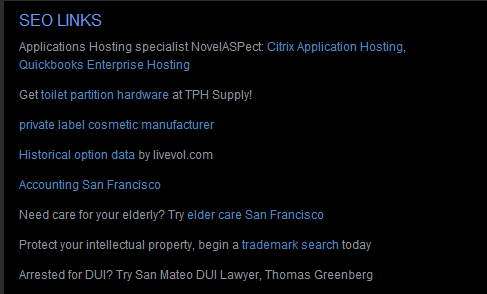 SEO LINKS
Applications Hosting specialist NovelASPect: Citrix Application Hosting,
Quickbooks Enterprise Hosting
Get toilet partition hardware at TPH Supply!
private label cosmetic manufacturer
Historical option data by livevol.com
Accounting San Francisco
Need care for your elderly? Try elder care San Francisco
Protect your intellectual property, begin a trademark search today
Arrested for DUI? Try San Mateo DUI Lawyer, Thomas Greenberg